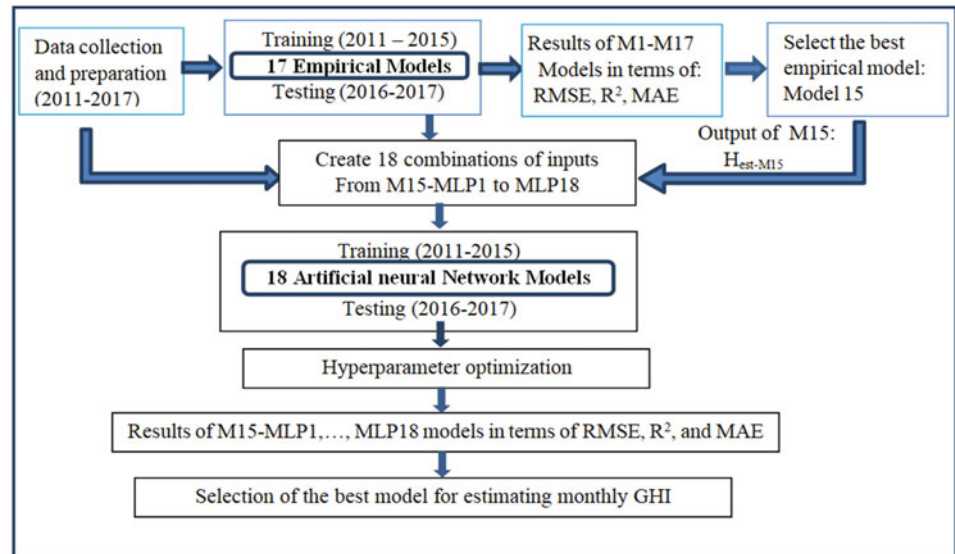 Data collection
and preparation
(2011-2017)
Training (2011 – 2015)
17 Empirical Models
Testing (2016-2017)
Results of M1-M17
Models in terms of:
RMSE, R², MAE
Select the best
empirical model:
Model 15
Output of M15:
Hest-M15
Create 18 combinations of inputs
From M15-MLP1 to MLP18
Training (2011-2015)
18 Artificial neural Network Models
Testing (2016-2017)
Hyperparameter optimization
Results of M15-MLP1,…, MLP18 models in terms of RMSE, R², and MAE
Selection of the best model for estimating monthly GHI